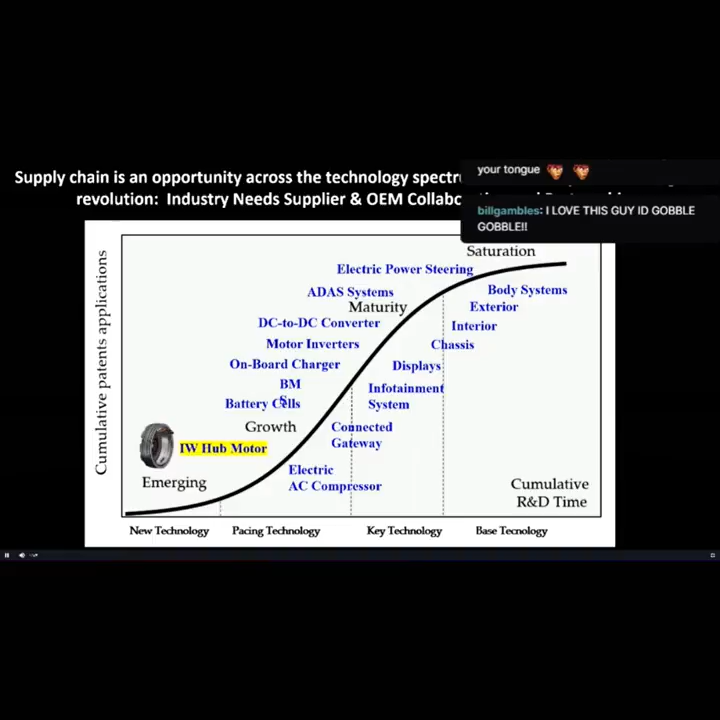 Supply chain is an opportunity across the technology
revolution: Industry Needs Supplier & OEM
your tongue
billgambles: I LOVE THIS GUY ID GOBBLE
GOBBLE!!
Cumulative patents applications
Saturation
Electric Power Steering
ADAS Systems
Body Systems
Maturity
Exterior
DC-to-DC Converter
Interior
Motor Inverters
Chassis
On-Board Charger
Displays
BM
S
Infotainment
System
Battery Cells
Growth
Connected
Gateway
IW Hub Motor
Electric
AC Compressor
Emerging
Cumulative
R&D Time
New Technology
Pacing Technology
Key Technology
Base Tecnology